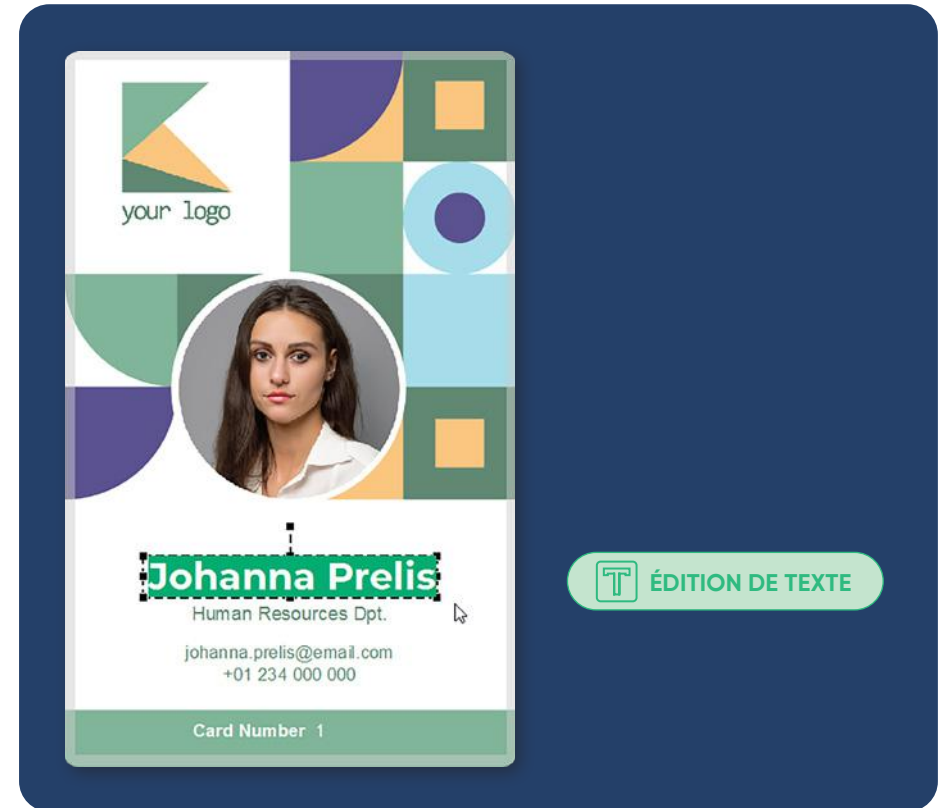 your logo
Johanna Prelis
Human Resources Dpt.
johanna.prelis@email.com
+01 234 000 000
Card Number 1
ÉDITION DE TEXTE